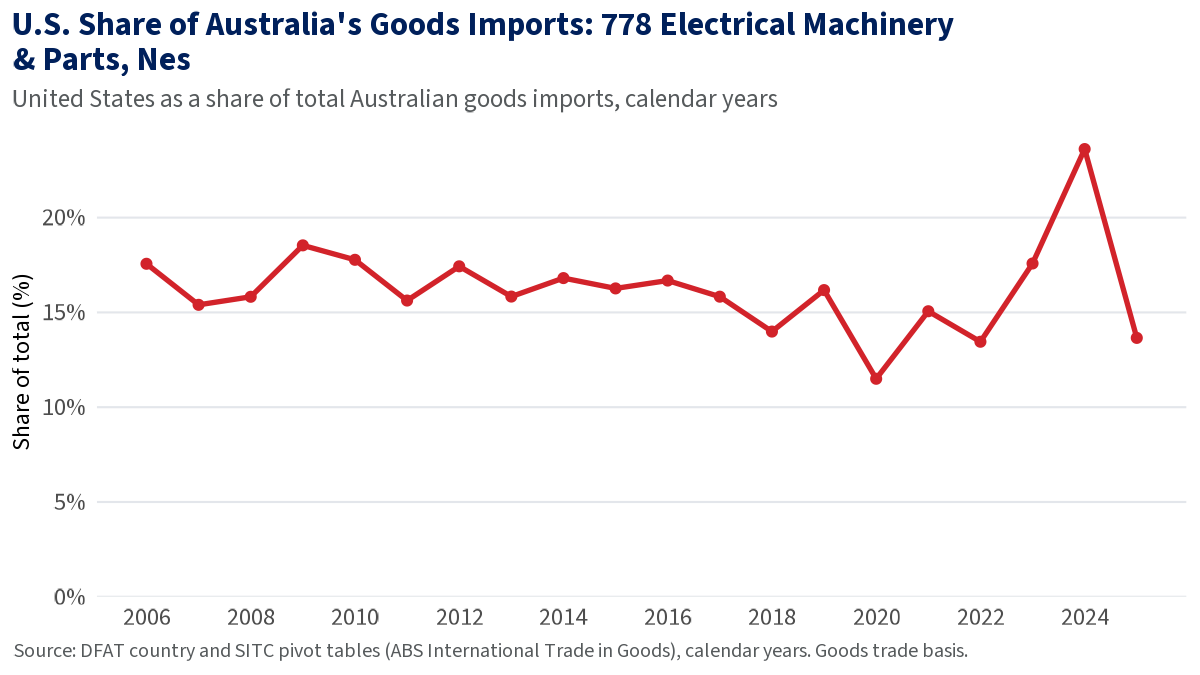 U.S. Share of Australia's Goods Imports: 778 Electrical Machinery
& Parts, Nes
United States as a share of total Australian goods imports, calendar years
Share of total (%)
20%
15%
10%
5%
0%
2006 2008 2010 2012 2014 2016 2018 2020 2022 2024
Source: DFAT country and SITC pivot tables (ABS International Trade in Goods), calendar years. Goods trade basis.